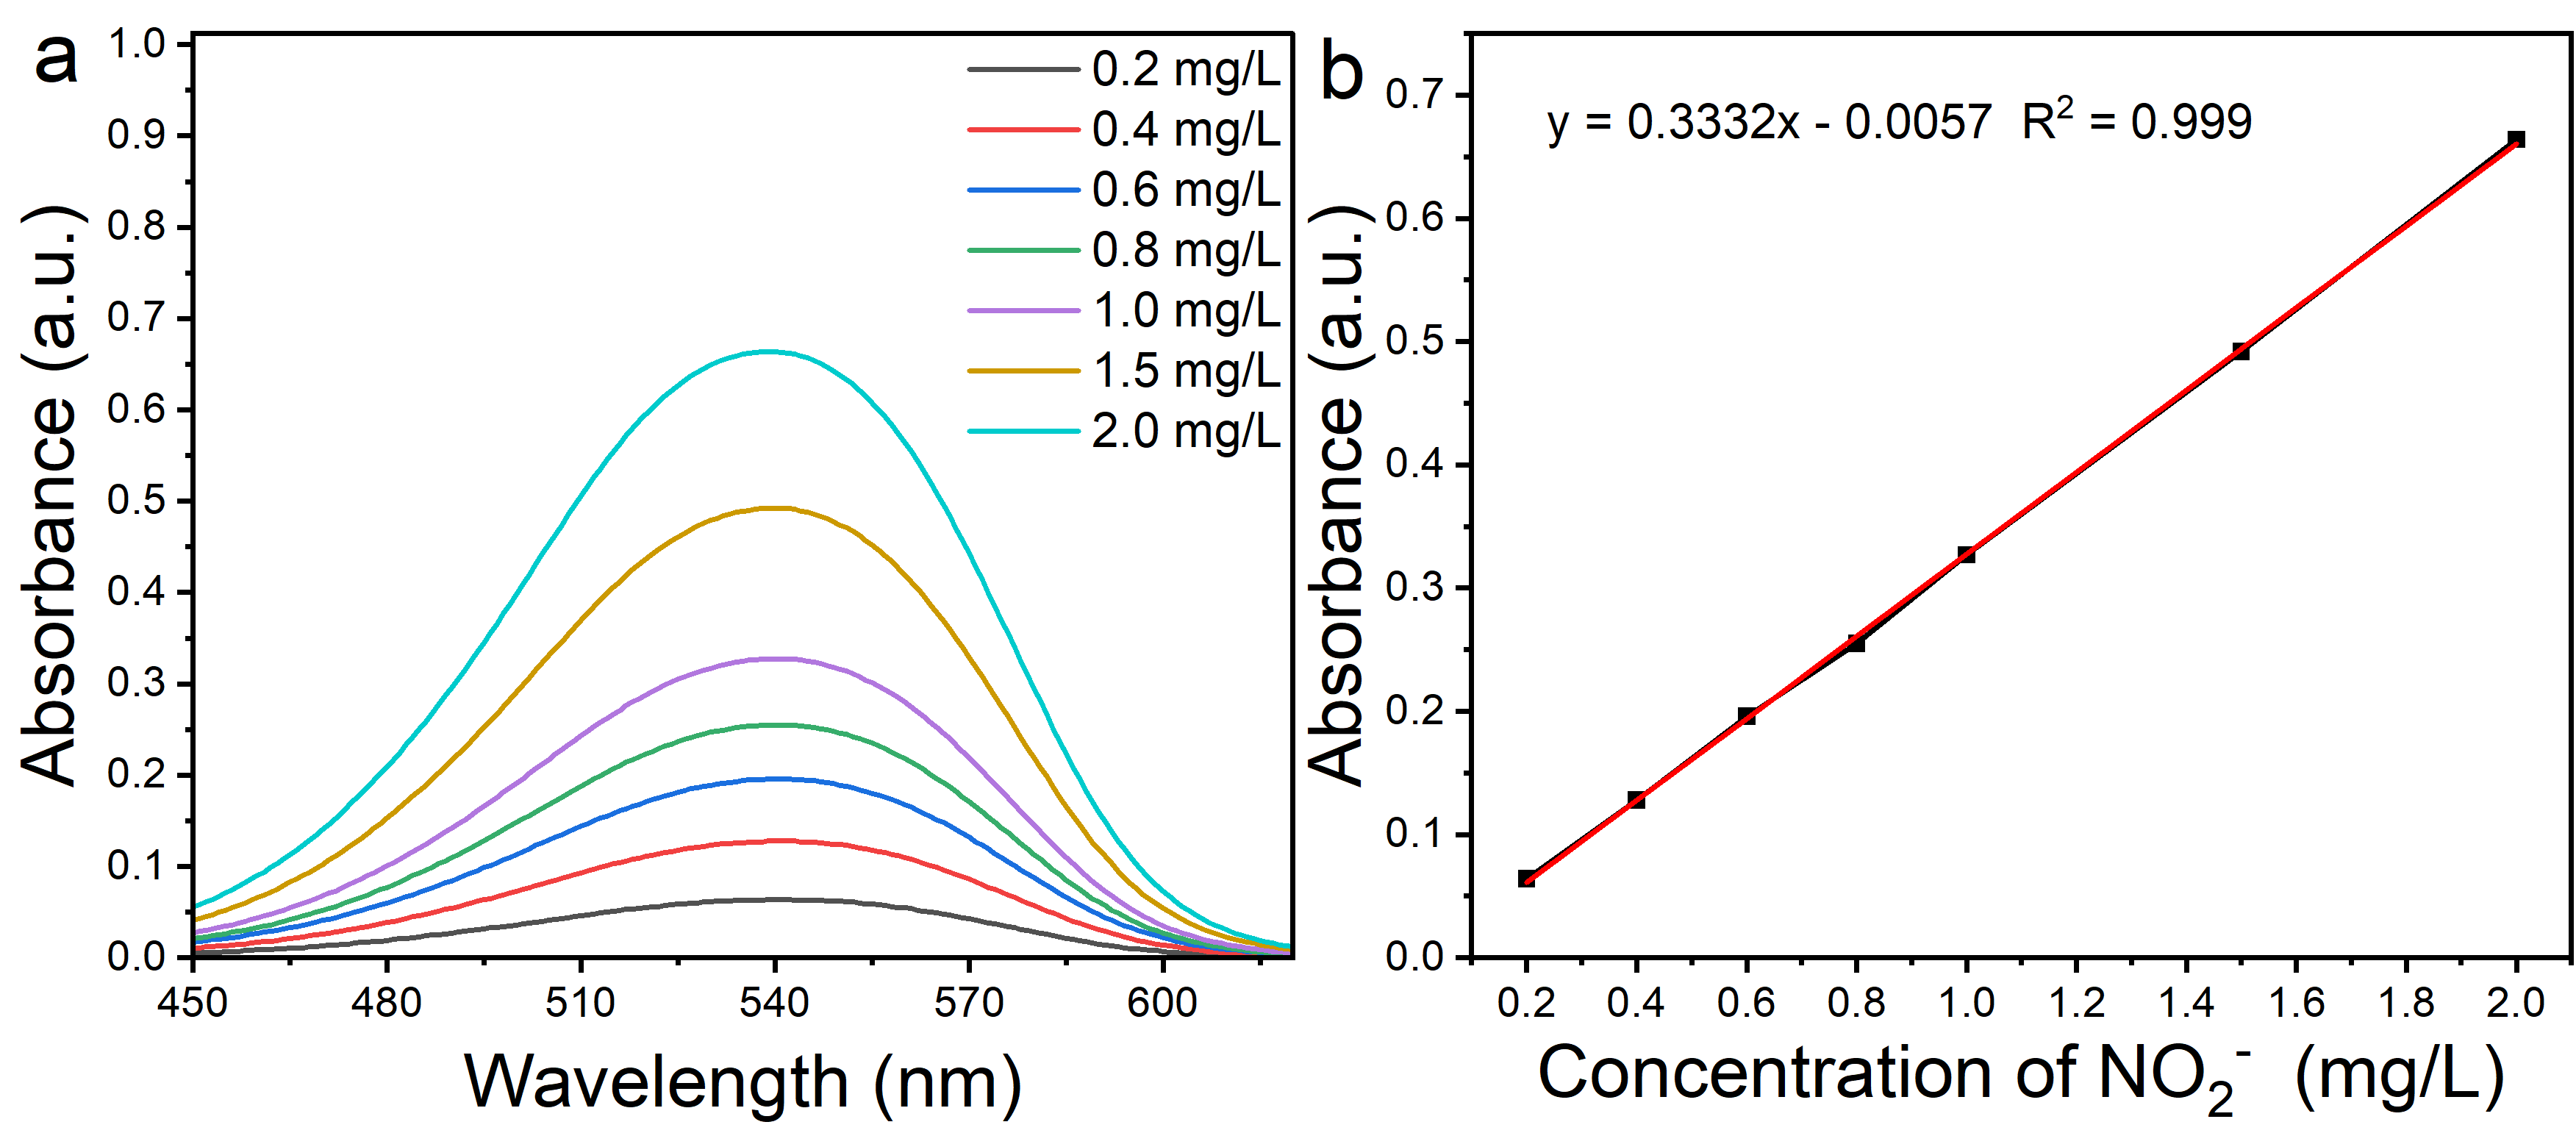 a
Absorbance (a.u.)
1.0
0.9
0.8
0.7
0.6
0.5
0.4
0.3
0.2
0.1
0.0
450 480 510 540 570 600
Wavelength (nm)
0.2 mg/L
0.4 mg/L
0.6 mg/L
0.8 mg/L
1.0 mg/L
1.5 mg/L
2.0 mg/L
b
Absorbance (a.u.)
0.7
0.6
0.5
0.4
0.3
0.2
0.1
0.0
y = 0.3332x - 0.0057 R² = 0.999
0.2 0.4 0.6 0.8 1.0 1.2 1.4 1.6 1.8 2.0
Concentration of NO₂⁻ (mg/L)